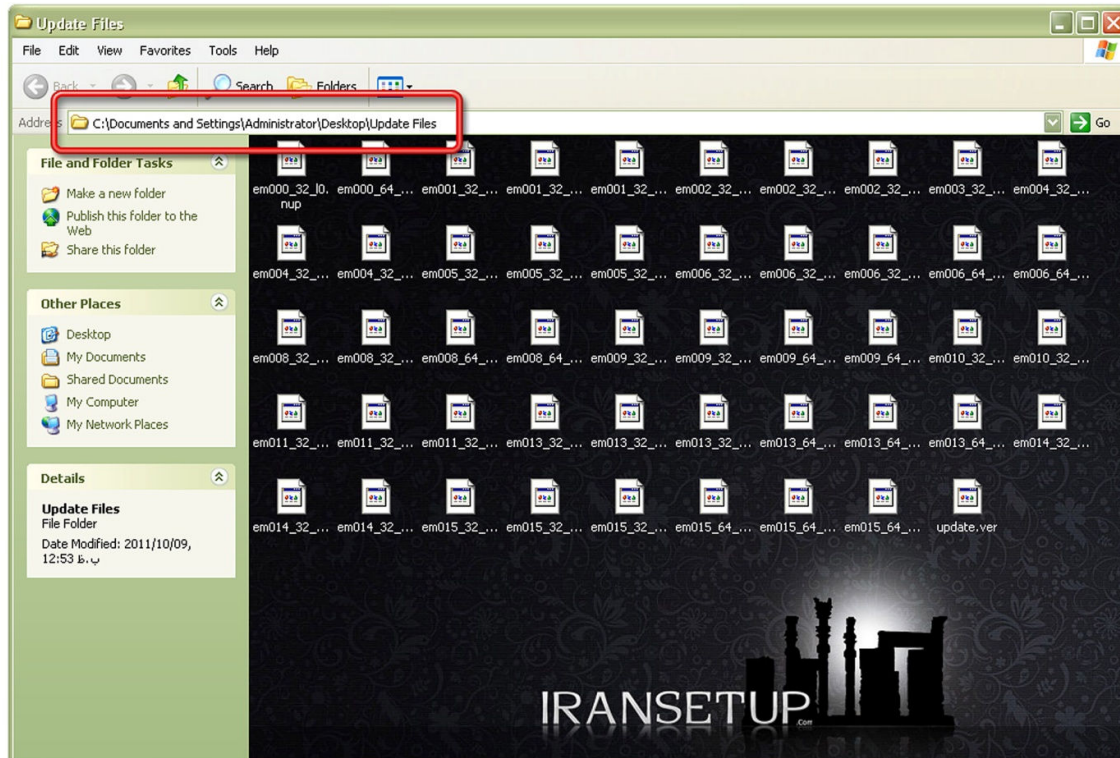 Update Files
File Edit View Favorites Tools Help
Back Search Folders
Address C:\Documents and Settings\Administrator\Desktop\Update Files Go
File and Folder Tasks
Make a new folder
Publish this folder to the
Web
Share this folder
Other Places
Desktop
My Documents
Shared Documents
My Computer
My Network Places
Details
Update Files
File Folder
Date Modified: 2011/10/09,
12:53 ب.ظ
em000_32_l0. em000_64_... em001_32_... em001_32_... em001_32_... em002_32_... em002_32_... em002_32_... em003_32_... em004_32_...
nup
em004_32_... em004_32_... em005_32_... em005_32_... em005_32_... em006_32_... em006_32_... em006_32_... em006_64_... em006_64_...
em008_32_... em008_32_... em008_64_... em008_64_... em009_32_... em009_32_... em009_64_... em009_64_... em010_32_... em010_32_...
em011_32_... em011_32_... em011_32_... em013_32_... em013_32_... em013_32_... em013_64_... em013_64_... em013_64_... em014_32_...
em014_32_... em014_32_... em015_32_... em015_32_... em015_32_... em015_64_... em015_64_... em015_64_... update.ver
IRANSETUP
.Com